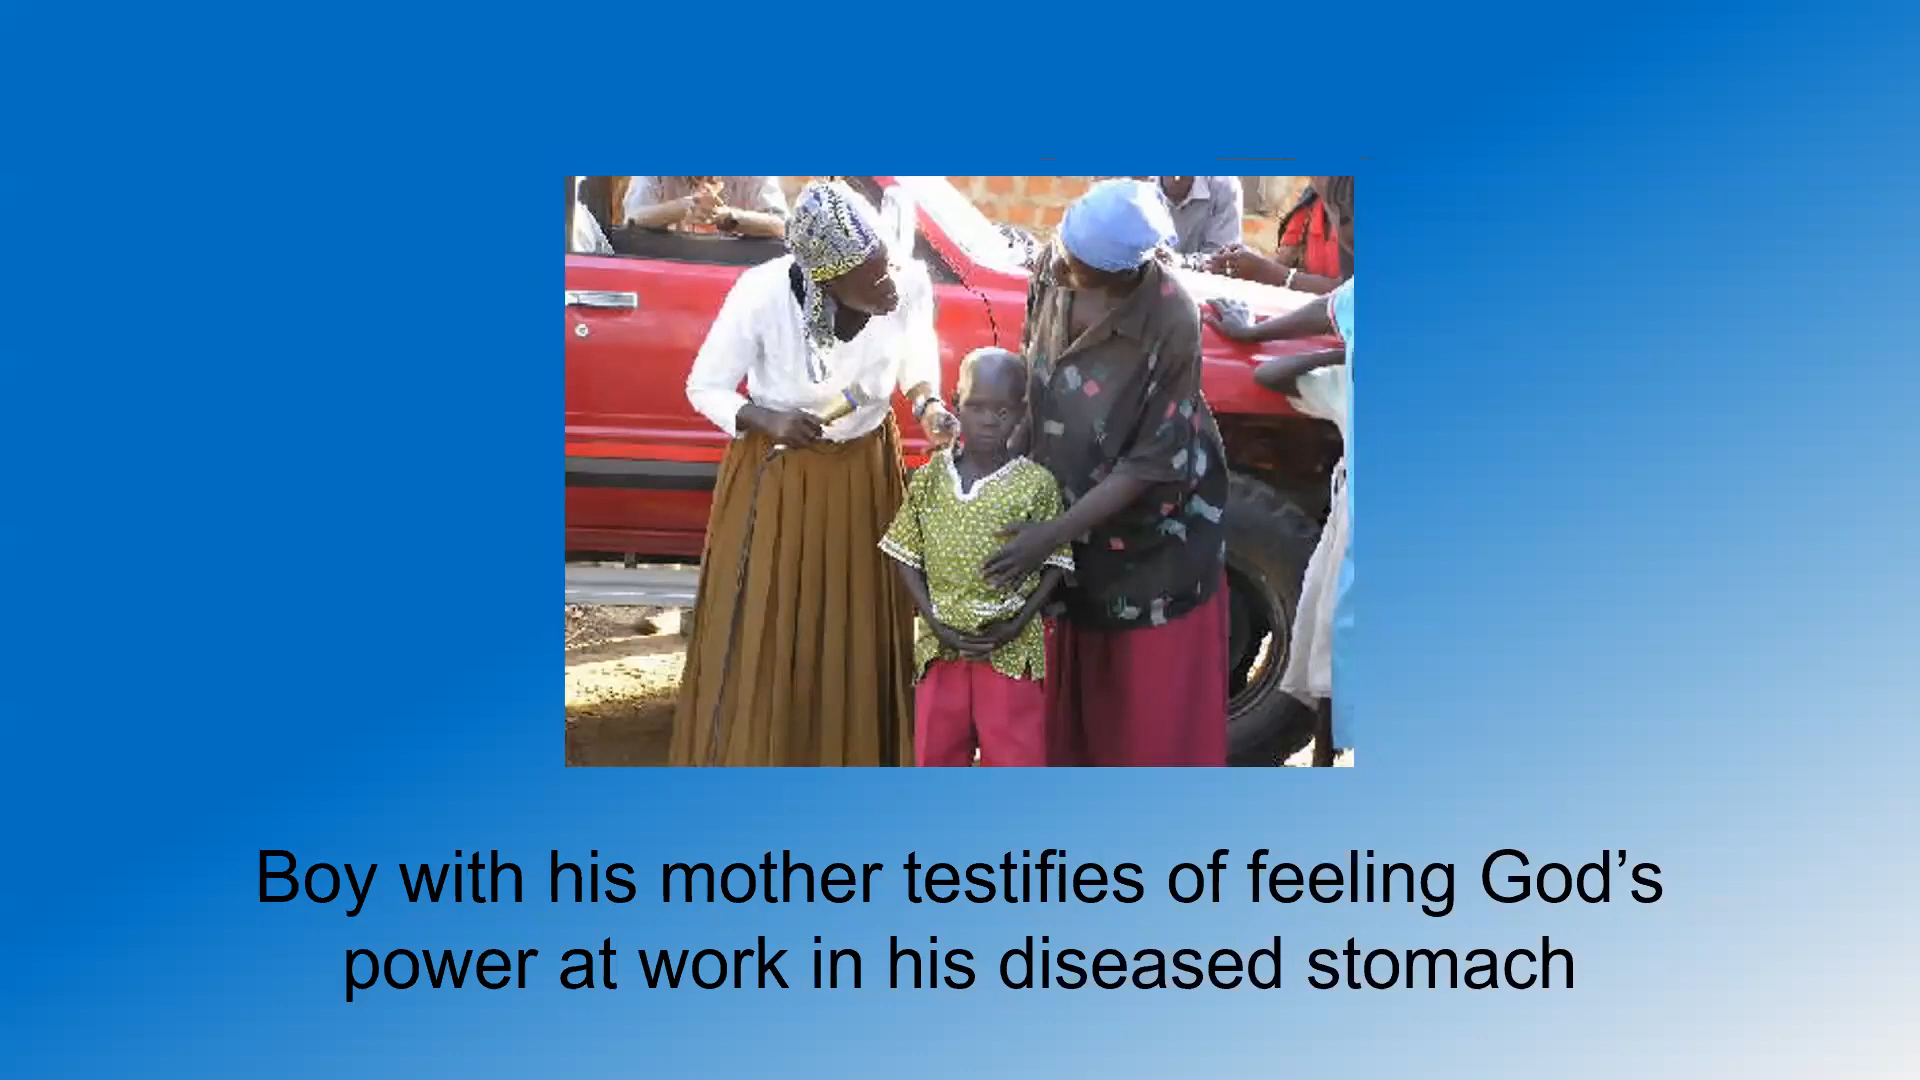 Boy with his mother testifies of feeling God’s
power at work in his diseased stomach